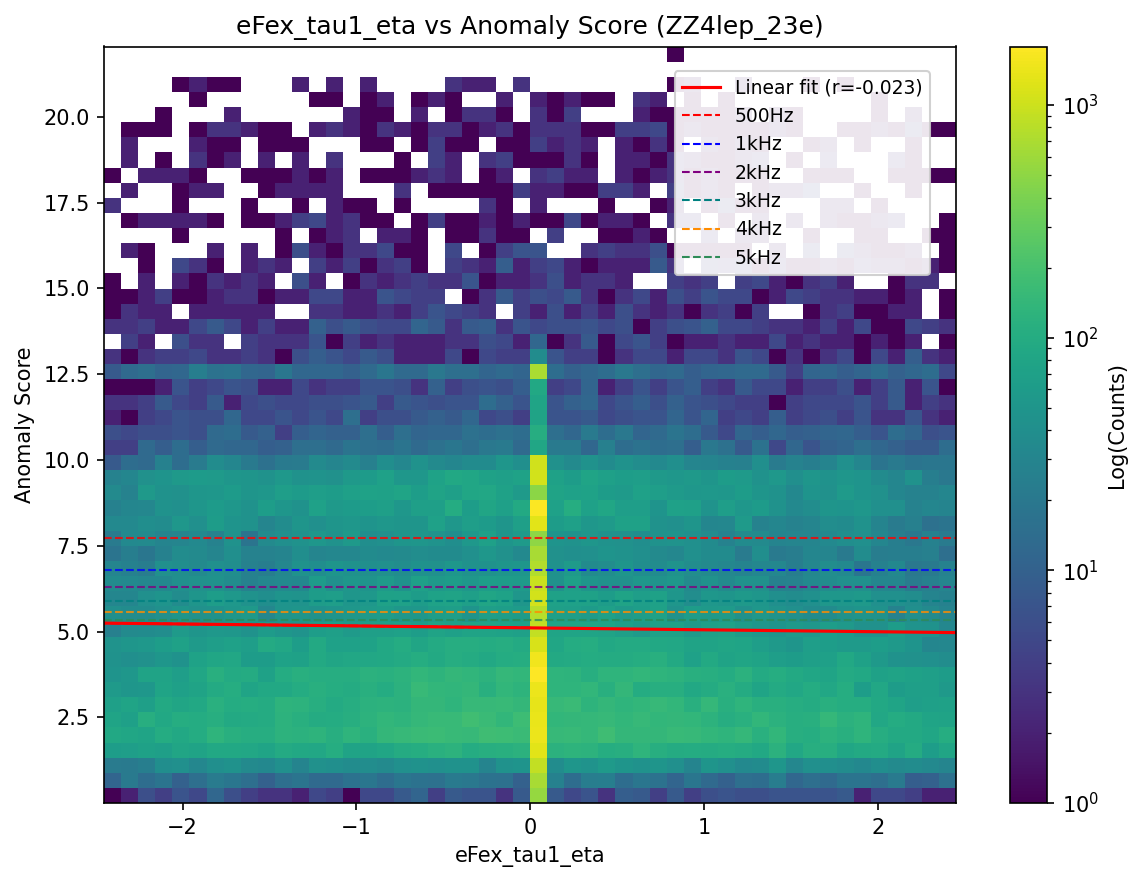 eFex_tau1_eta vs Anomaly Score (ZZ4lep_23e)
Linear fit (r=-0.023)
500Hz
1kHz
2kHz
3kHz
4kHz
5kHz
20.0
17.5
15.0
12.5
10.0
7.5
5.0
2.5
Anomaly Score
−2
−1
0
1
2
eFex_tau1_eta
10³
10²
10¹
10⁰
Log(Counts)